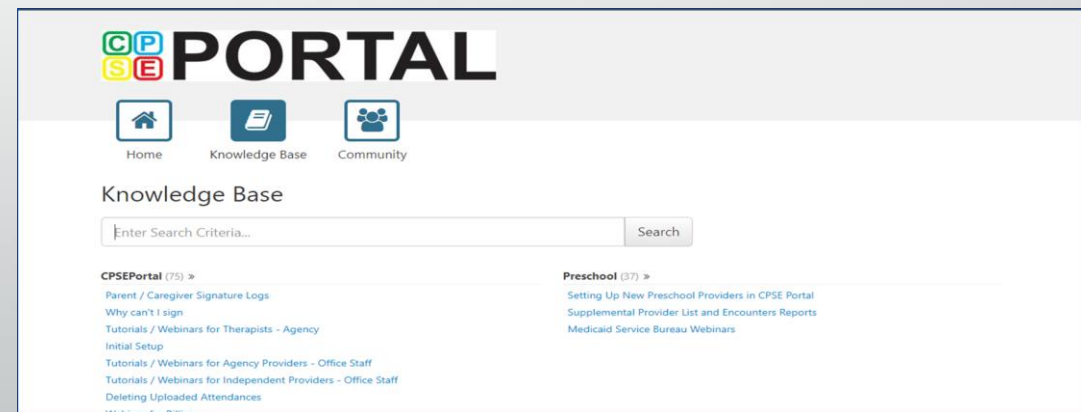 CP
SE PORTAL
Home Knowledge Base Community
Knowledge Base
Enter Search Criteria... Search
CPSEPortal (75) »
Parent / Caregiver Signature Logs
Why can't I sign
Tutorials / Webinars for Therapists - Agency
Initial Setup
Tutorials / Webinars for Agency Providers - Office Staff
Tutorials / Webinars for Independent Providers - Office Staff
Deleting Uploaded Attendances
Preschool (37) »
Setting Up New Preschool Providers in CPSE Portal
Supplemental Provider List and Encounters Reports
Medicaid Service Bureau Webinars